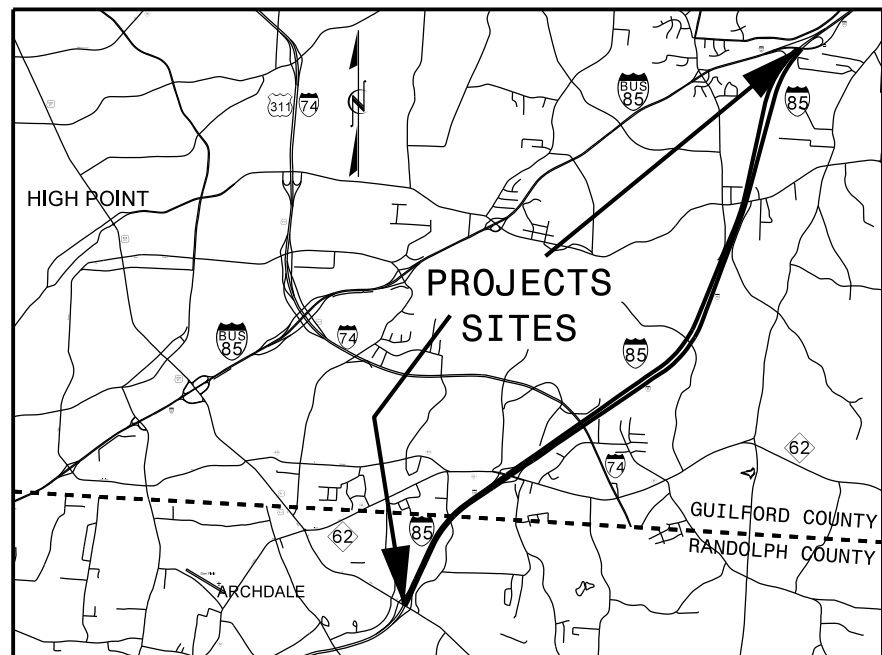 BUS
85
311
74
N
85
HIGH POINT
PROJECTS
SITES
BUS
85
74
85
62
74
GUILFORD COUNTY
RANDOLPH COUNTY
62
85
ARCHDALE